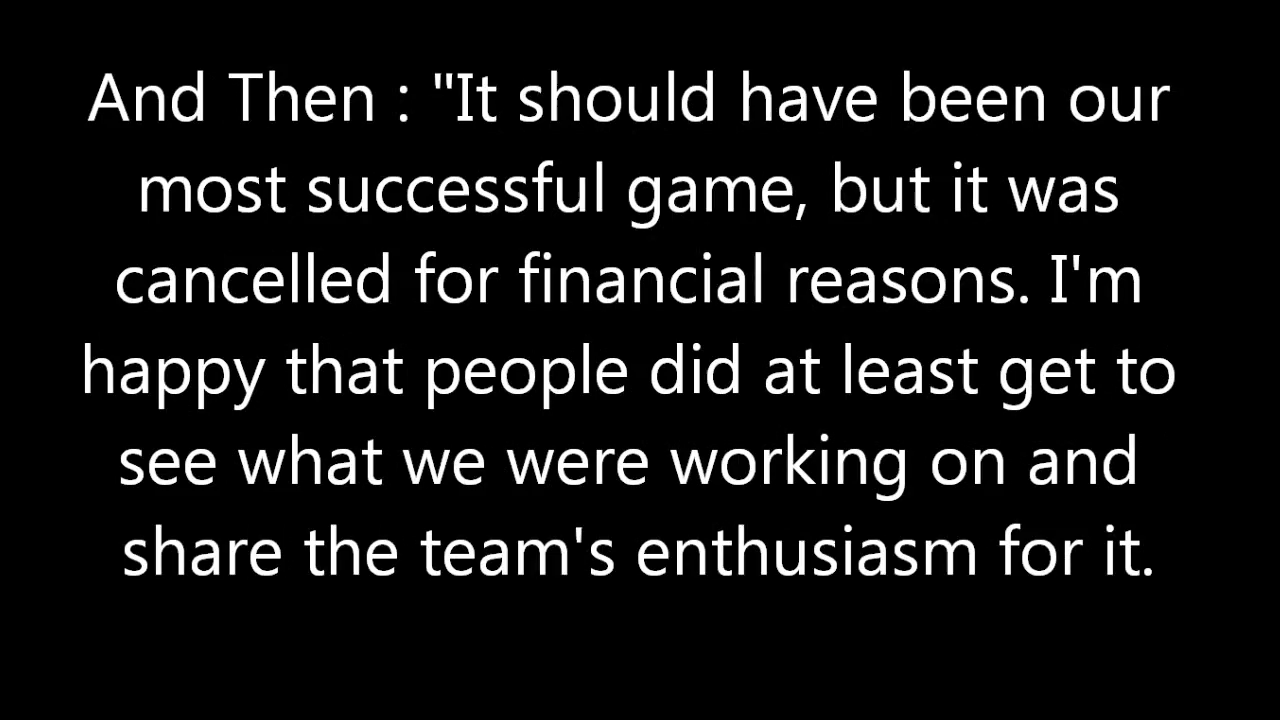 And Then : "It should have been our
most successful game, but it was
cancelled for financial reasons. I'm
happy that people did at least get to
see what we were working on and
share the team's enthusiasm for it.